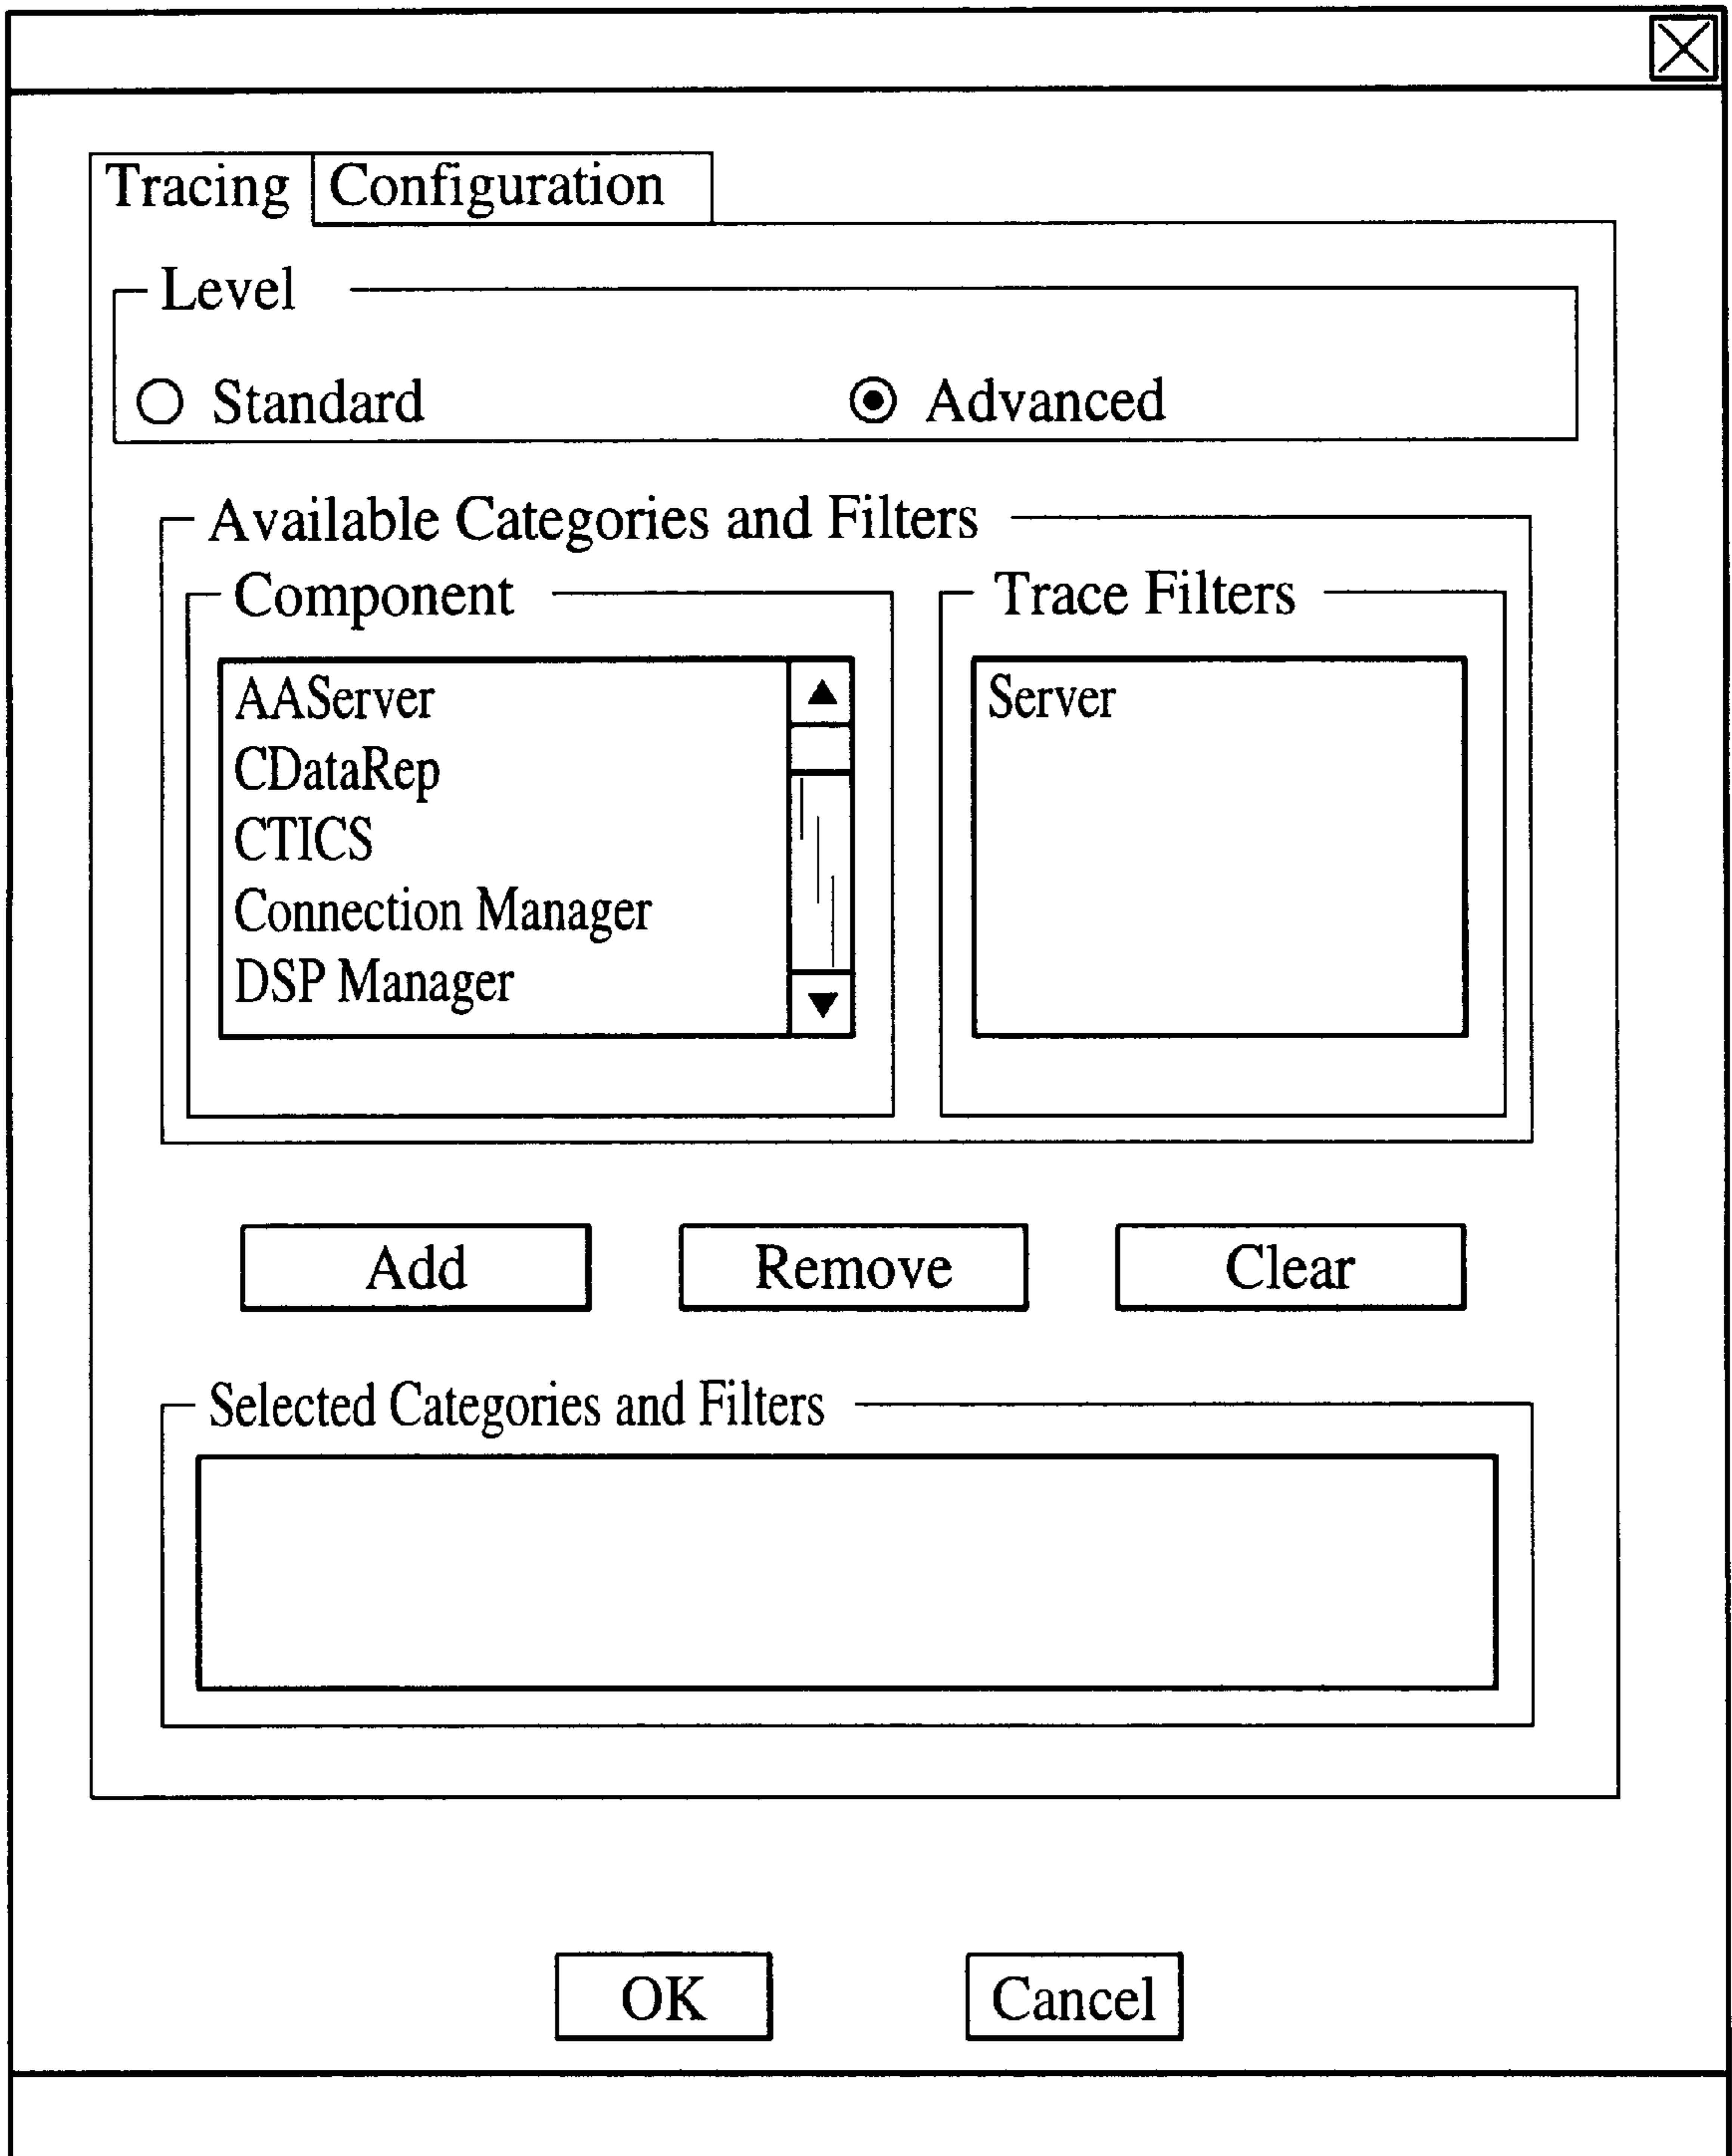 Tracing Configuration
Level
Standard Advanced
Available Categories and Filters
Component Trace Filters
AAServer
CDataRep
CTICS
Connection Manager
DSP Manager
Server
Add Remove Clear
Selected Categories and Filters
OK Cancel